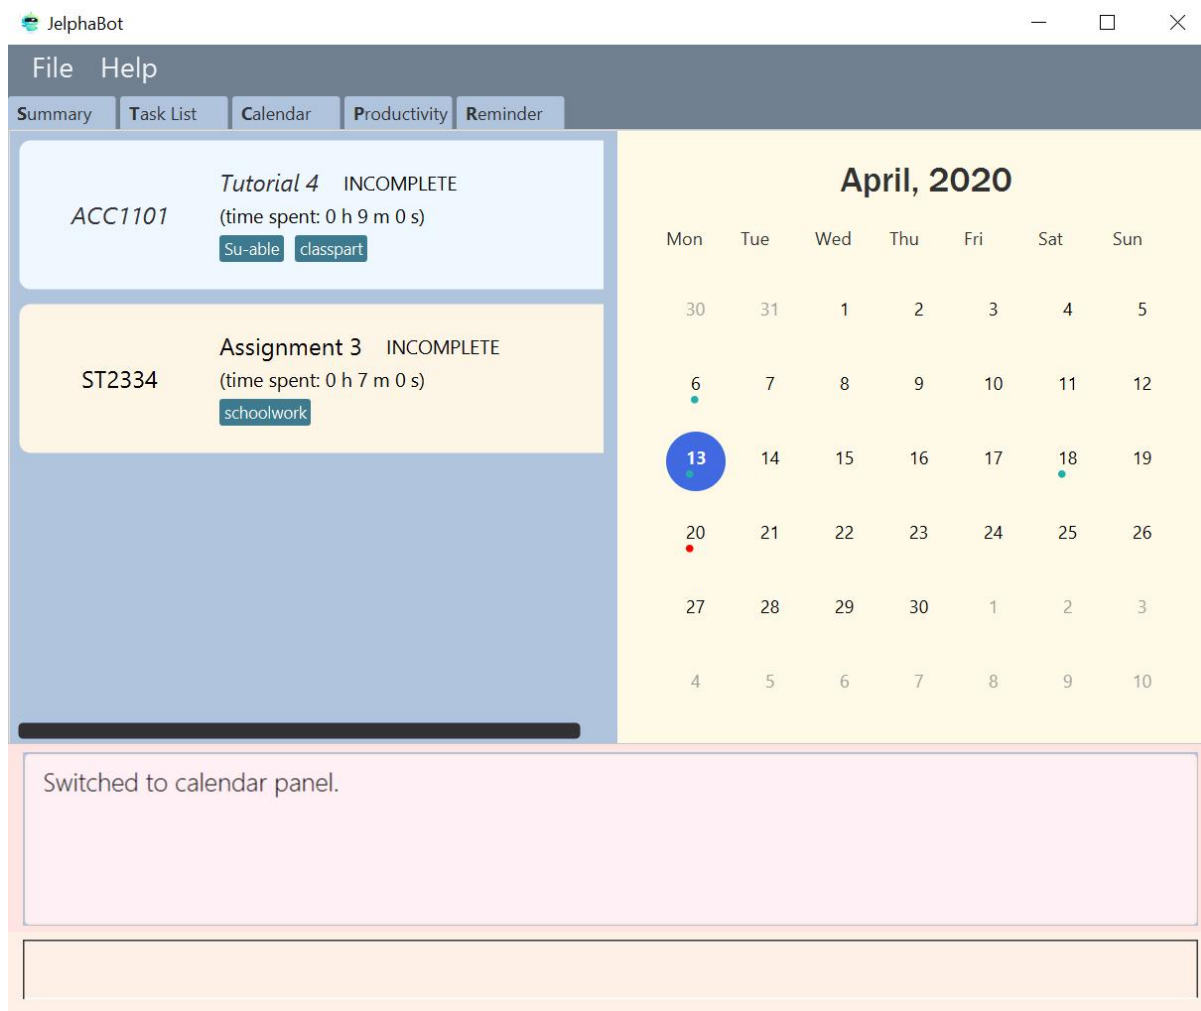 JelphaBot
File Help
Summary Task List Calendar Productivity Reminder
ACC1101
Tutorial 4 INCOMPLETE
(time spent: 0 h 9 m 0 s)
Su-able classpart
ST2334
Assignment 3 INCOMPLETE
(time spent: 0 h 7 m 0 s)
schoolwork
April, 2020
Mon Tue Wed Thu Fri Sat Sun
30 31 1 2 3 4 5
6 7 8 9 10 11 12
13 14 15 16 17 18 19
20 21 22 23 24 25 26
27 28 29 30 1 2 3
4 5 6 7 8 9 10
Switched to calendar panel.